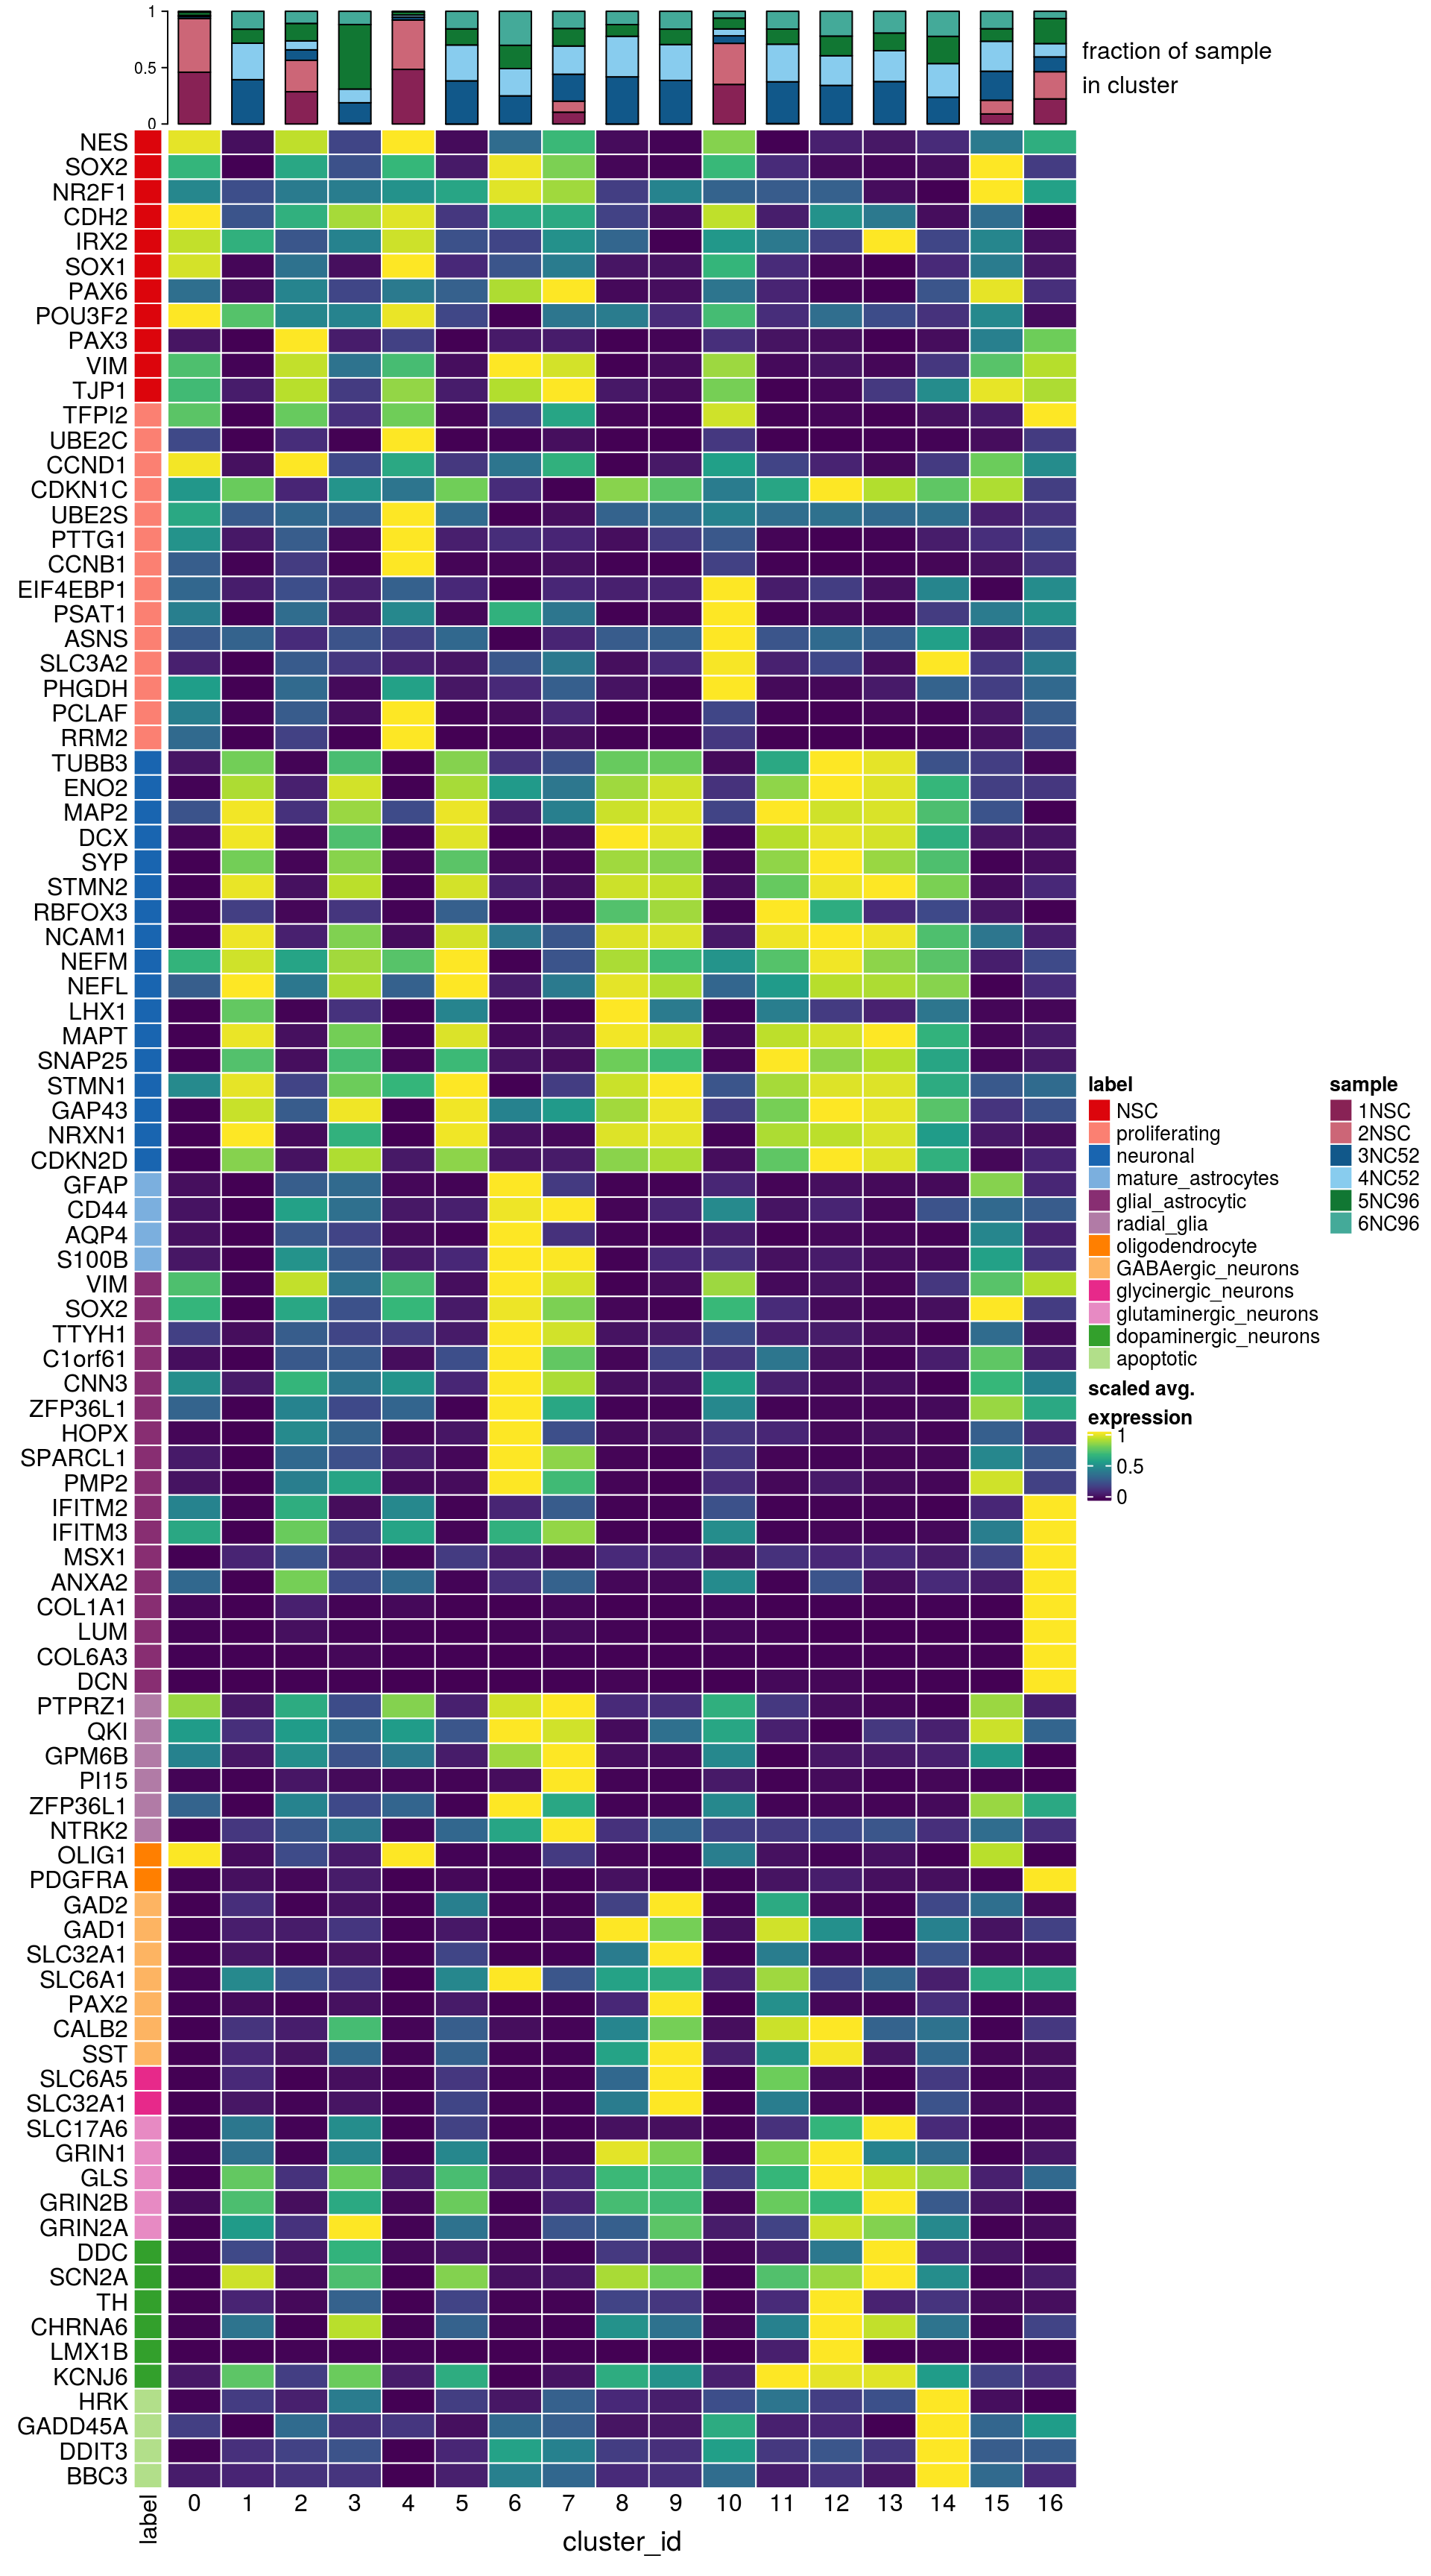 1
0.5
0
fraction of sample
in cluster
NES
SOX2
NR2F1
CDH2
IRX2
SOX1
PAX6
POU3F2
PAX3
VIM
TJP1
TFPI2
UBE2C
CCND1
CDKN1C
UBE2S
PTTG1
CCNB1
EIF4EBP1
PSAT1
ASNS
SLC3A2
PHGDH
PCLAF
RRM2
TUBB3
ENO2
MAP2
DCX
SYP
STMN2
RBFOX3
NCAM1
NEFM
NEFL
LHX1
MAPT
SNAP25
STMN1
GAP43
NRXN1
CDKN2D
GFAP
CD44
AQP4
S100B
VIM
SOX2
TTYH1
C1orf61
CNN3
ZFP36L1
HOPX
SPARCL1
PMP2
IFITM2
IFITM3
MSX1
ANXA2
COL1A1
LUM
COL6A3
DCN
PTPRZ1
QKI
GPM6B
PI15
ZFP36L1
NTRK2
OLIG1
PDGFRA
GAD2
GAD1
SLC32A1
SLC6A1
PAX2
CALB2
SST
SLC6A5
SLC32A1
SLC17A6
GRIN1
GLS
GRIN2B
GRIN2A
DDC
SCN2A
TH
CHRNA6
LMX1B
KCNJ6
HRK
GADD45A
DDIT3
BBC3
label
0 1 2 3 4 5 6 7 8 9 10 11 12 13 14 15 16
cluster_id
label
NSC
proliferating
neuronal
mature_astrocytes
glial_astrocytic
radial_glia
oligodendrocyte
GABAergic_neurons
glycinergic_neurons
glutaminergic_neurons
dopaminergic_neurons
apoptotic
scaled avg.
expression
1
0.5
0
sample
1NSC
2NSC
3NC52
4NC52
5NC96
6NC96